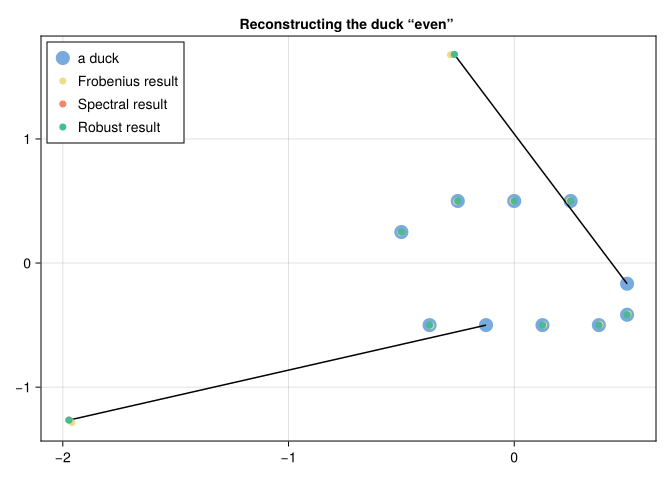 Reconstructing the duck “even”
a duck
Frobenius result
Spectral result
Robust result
1
0
−1
−2
−1
0